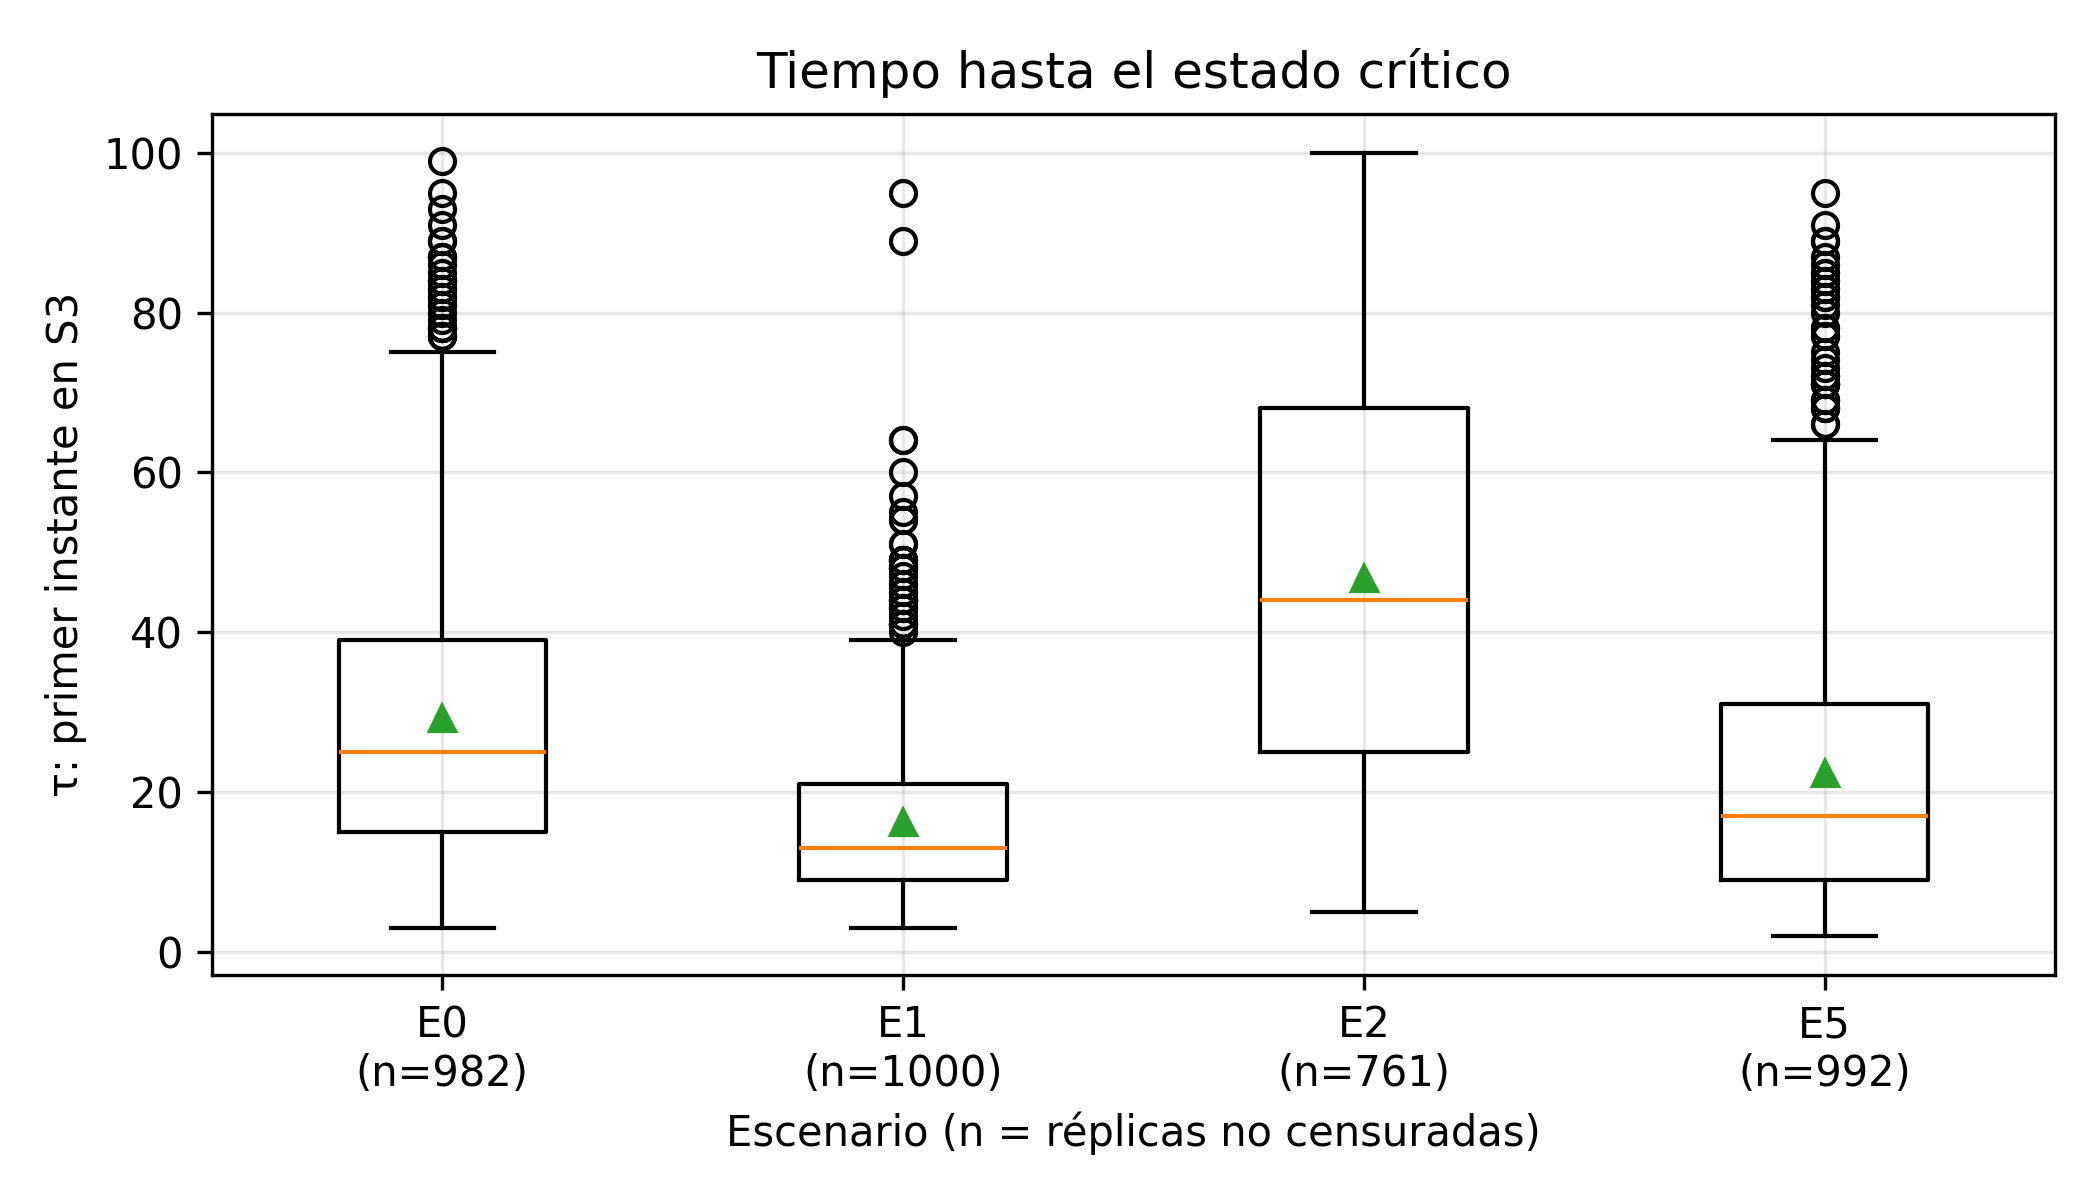 Tiempo hasta el estado crítico
τ: primer instante en S3
100
80
60
40
20
0
E0
(n=982)
E1
(n=1000)
E2
(n=761)
E5
(n=992)
Escenario (n = réplicas no censuradas)